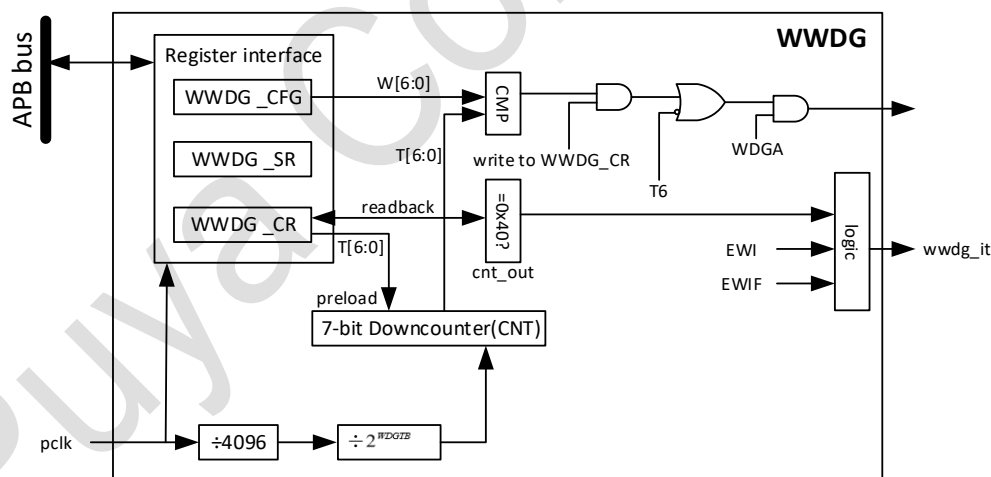 WWDG
APB bus
Register interface
WWDG _CFG
W[6:0]
CMP
WWDG _SR
T[6:0]
write to WWDG_CR
WDGA
T6
WWDG _CR
readback
=0x40?
logic
T[6:0]
cnt_out
EWI
wwdg_it
EWIF
preload
7-bit Downcounter(CNT)
pclk
÷4096
÷2^WDGTB
Puya Co